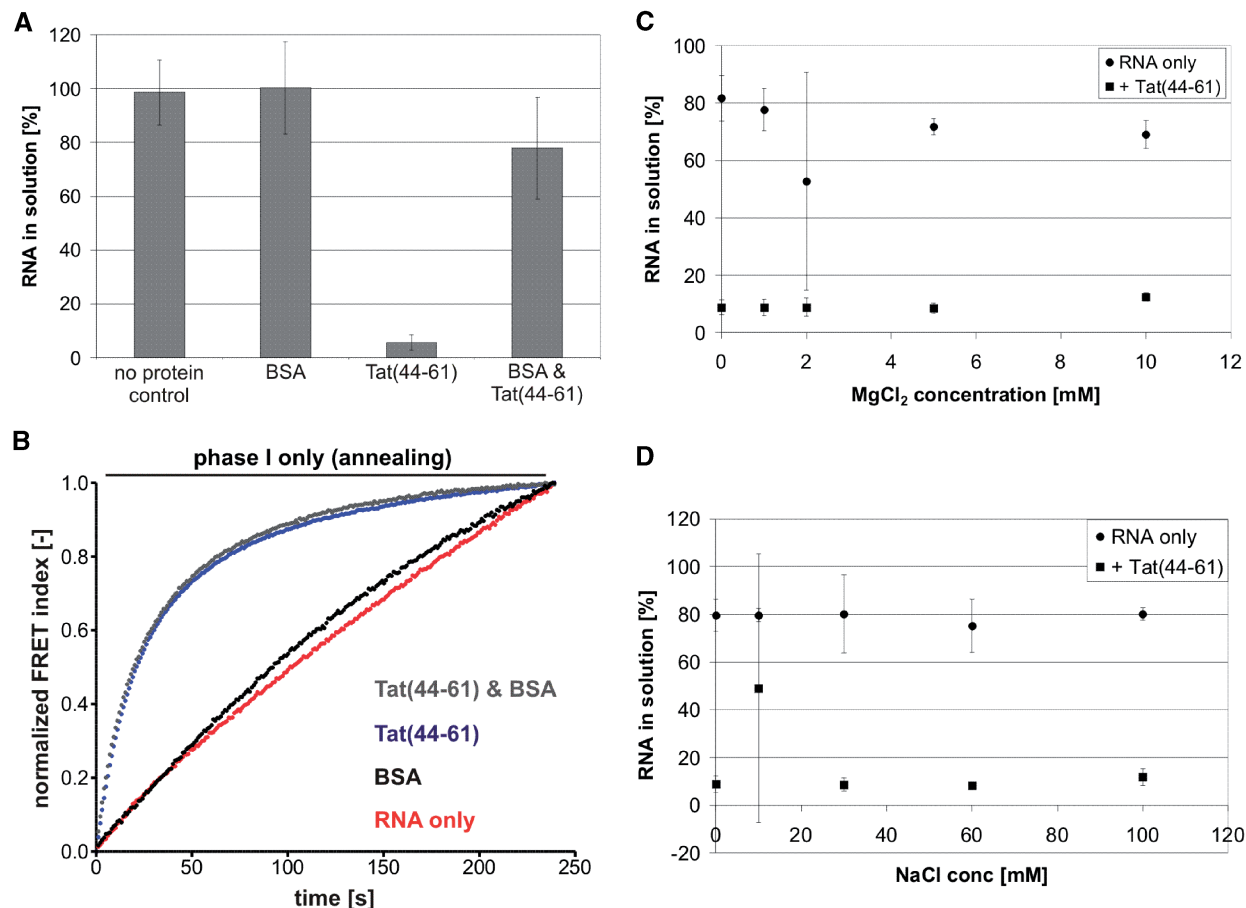 A
120
100
80
60
40
20
0
RNA in solution [%]
no protein
control
BSA
Tat(44-61)
BSA &
Tat(44-61)
B
phase I only (annealing)
1.0
0.8
0.6
0.4
0.2
0.0
normalized FRET index [-]
Tat(44-61) & BSA
Tat(44-61)
BSA
RNA only
0 50 100 150 200 250
time [s]
C
100
80
60
40
20
0
RNA in solution [%]
RNA only
+ Tat(44-61)
0 2 4 6 8 10 12
MgCl₂ concentration [mM]
D
120
100
80
60
40
20
0
-20
RNA in solution [%]
RNA only
+ Tat(44-61)
0 20 40 60 80 100 120
NaCl conc [mM]